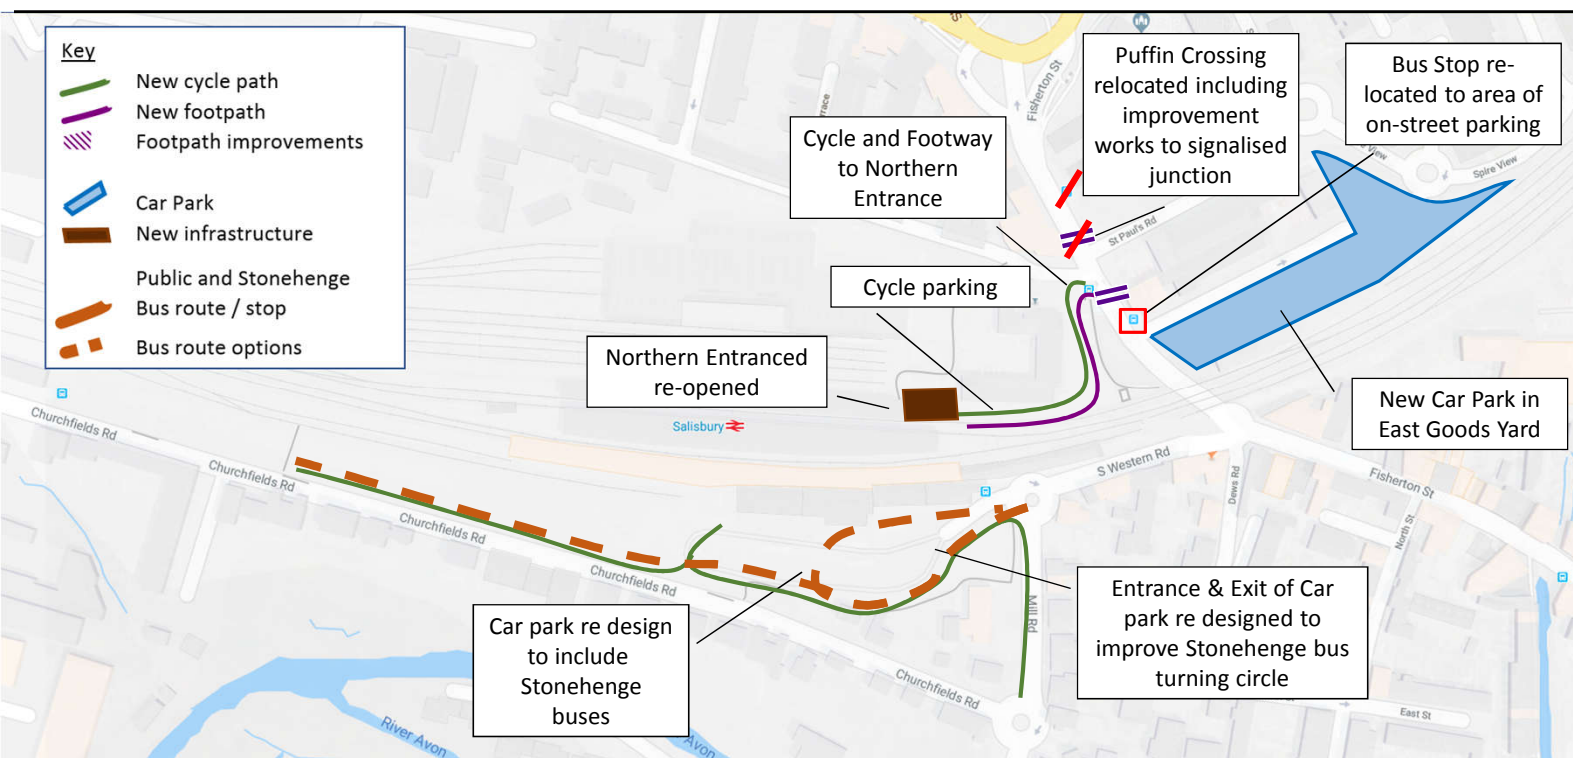 Key
New cycle path
New footpath
Footpath improvements
Car Park
New infrastructure
Public and Stonehenge
Bus route / stop
Bus route options
Puffin Crossing
relocated including
improvement
works to signalised
junction
Bus Stop re-
located to area of
on-street parking
Cycle and Footway
to Northern
Entrance
Cycle parking
Northern Entranced
re-opened
New Car Park in
East Goods Yard
Entrance & Exit of Car
park re designed to
improve Stonehenge bus
turning circle
Car park re design
to include
Stonehenge
buses
Fisherton St
St Paul's Rd
View
Spire View
Salisbury
Churchfields Rd
Churchfields Rd
Churchfields Rd
Churchfields Rd
Churchfields Rd
S Western Rd
Dews Rd
Fisherton St
North St
Mill Rd
East St
River Avon
Avon